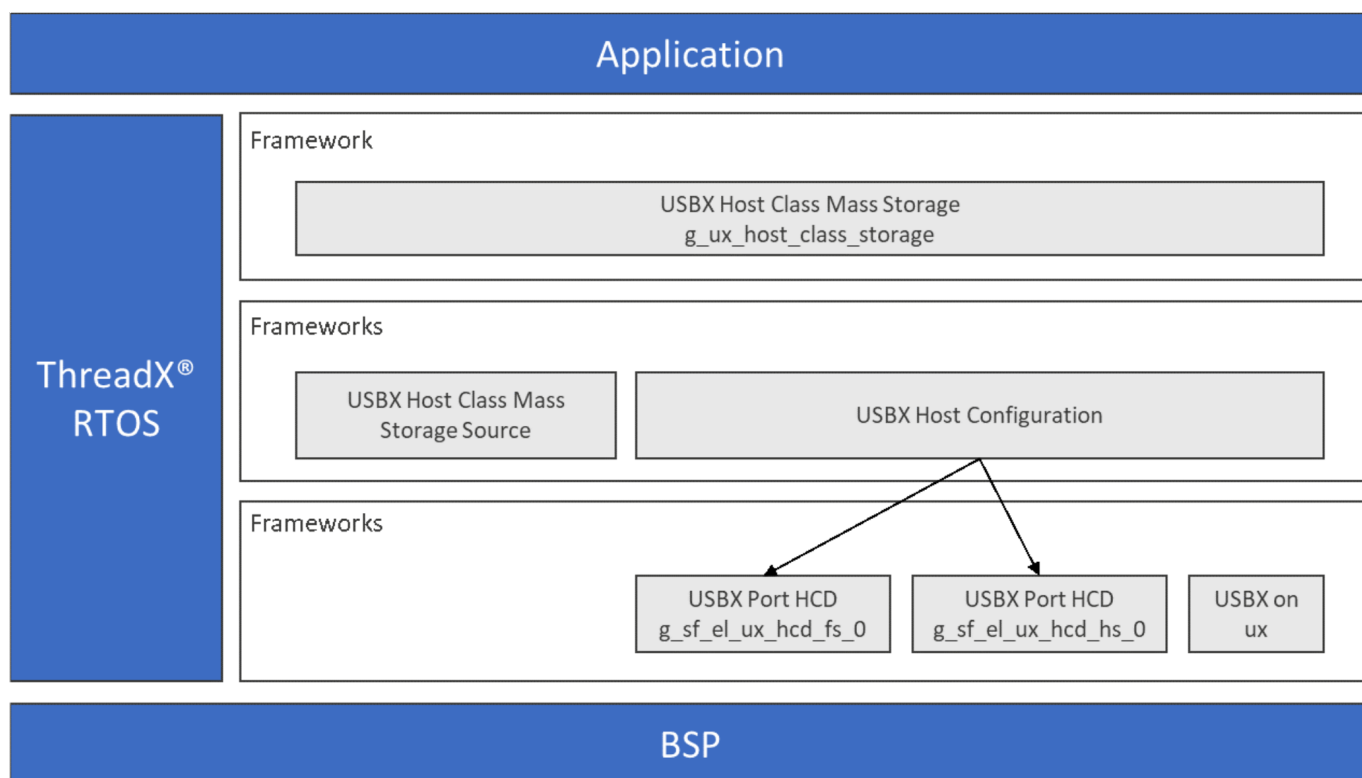 Application
ThreadX®
RTOS
Framework
USBX Host Class Mass Storage
g_ux_host_class_storage
Frameworks
USBX Host Class Mass
Storage Source
USBX Host Configuration
Frameworks
USBX Port HCD
g_sf_el_ux_hcd_fs_0
USBX Port HCD
g_sf_el_ux_hcd_hs_0
USBX on
ux
BSP